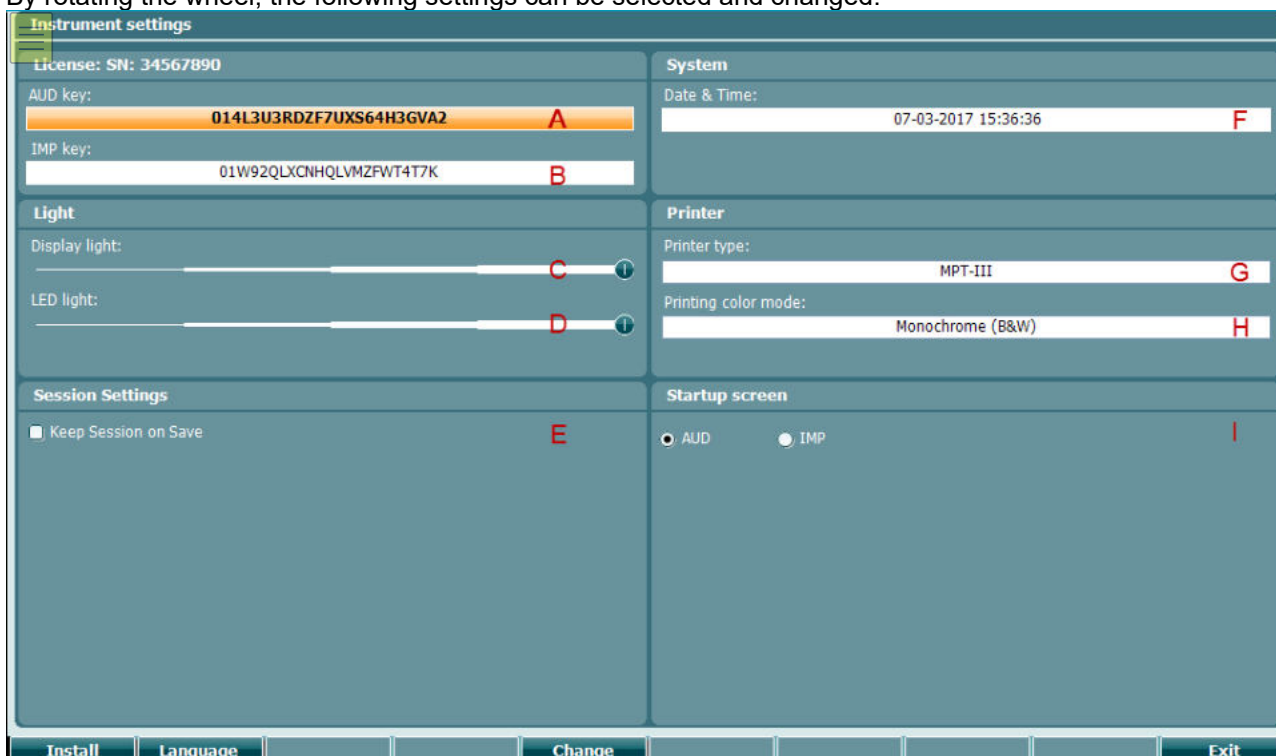 By rotating the wheel, the following settings can be selected and changed:
Instrument settings
License: SN: 34567890
AUD key:
014L3U3RDZF7UXS64H3GVA2 A
IMP key:
01W92QLXCNHQLVMZFWT4T7K B
Light
Display light:
C
LED light:
D
Session Settings
Keep Session on Save E
System
Date & Time:
07-03-2017 15:36:36 F
Printer
Printer type:
MPT-III G
Printing color mode:
Monochrome (B&W) H
Startup screen
AUD IMP I
Install Language Change Exit